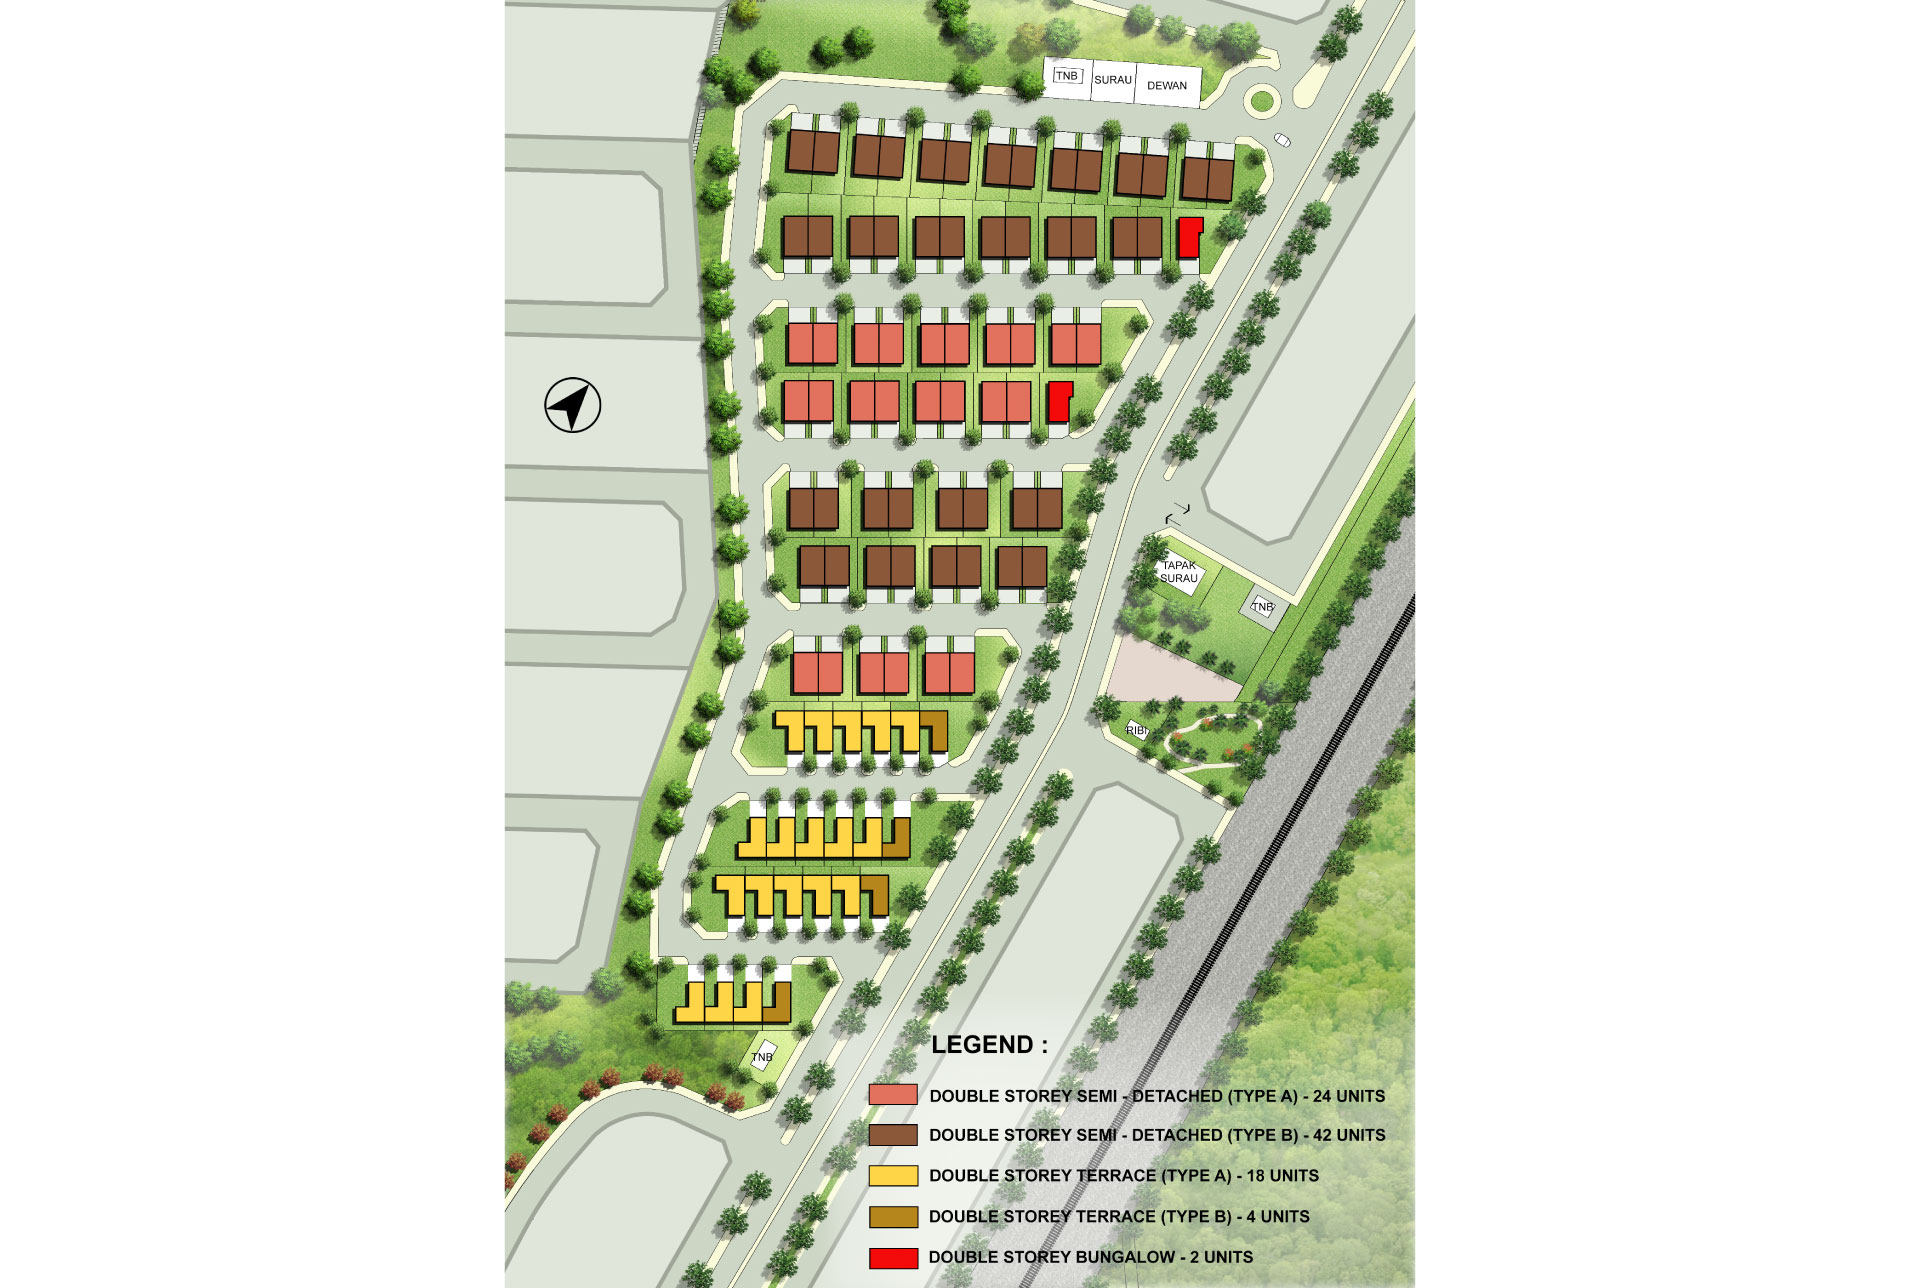 TNB
SURAU
DEWAN
TAPAK
SURAU
TNB
RIBI
TNB
LEGEND :
DOUBLE STOREY SEMI - DETACHED (TYPE A) - 24 UNITS
DOUBLE STOREY SEMI - DETACHED (TYPE B) - 42 UNITS
DOUBLE STOREY TERRACE (TYPE A) - 18 UNITS
DOUBLE STOREY TERRACE (TYPE B) - 4 UNITS
DOUBLE STOREY BUNGALOW - 2 UNITS